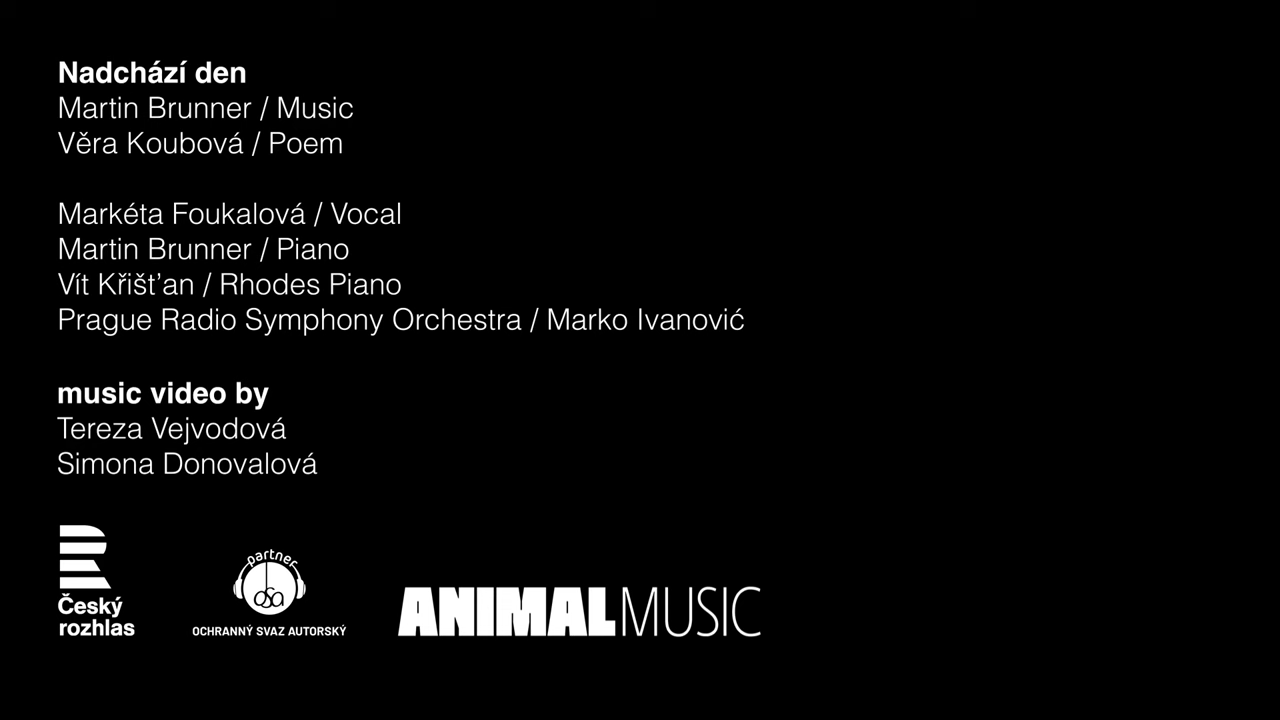 Nadchází den
Martin Brunner / Music
Věra Koubová / Poem
Markéta Foukalová / Vocal
Martin Brunner / Piano
Vít Křišt’an / Rhodes Piano
Prague Radio Symphony Orchestra / Marko Ivanović
music video by
Tereza Vejvodová
Simona Donovalová
Český
rozhlas
partner
osa
OCHRANNÝ SVAZ AUTORSKÝ
ANIMALMUSIC